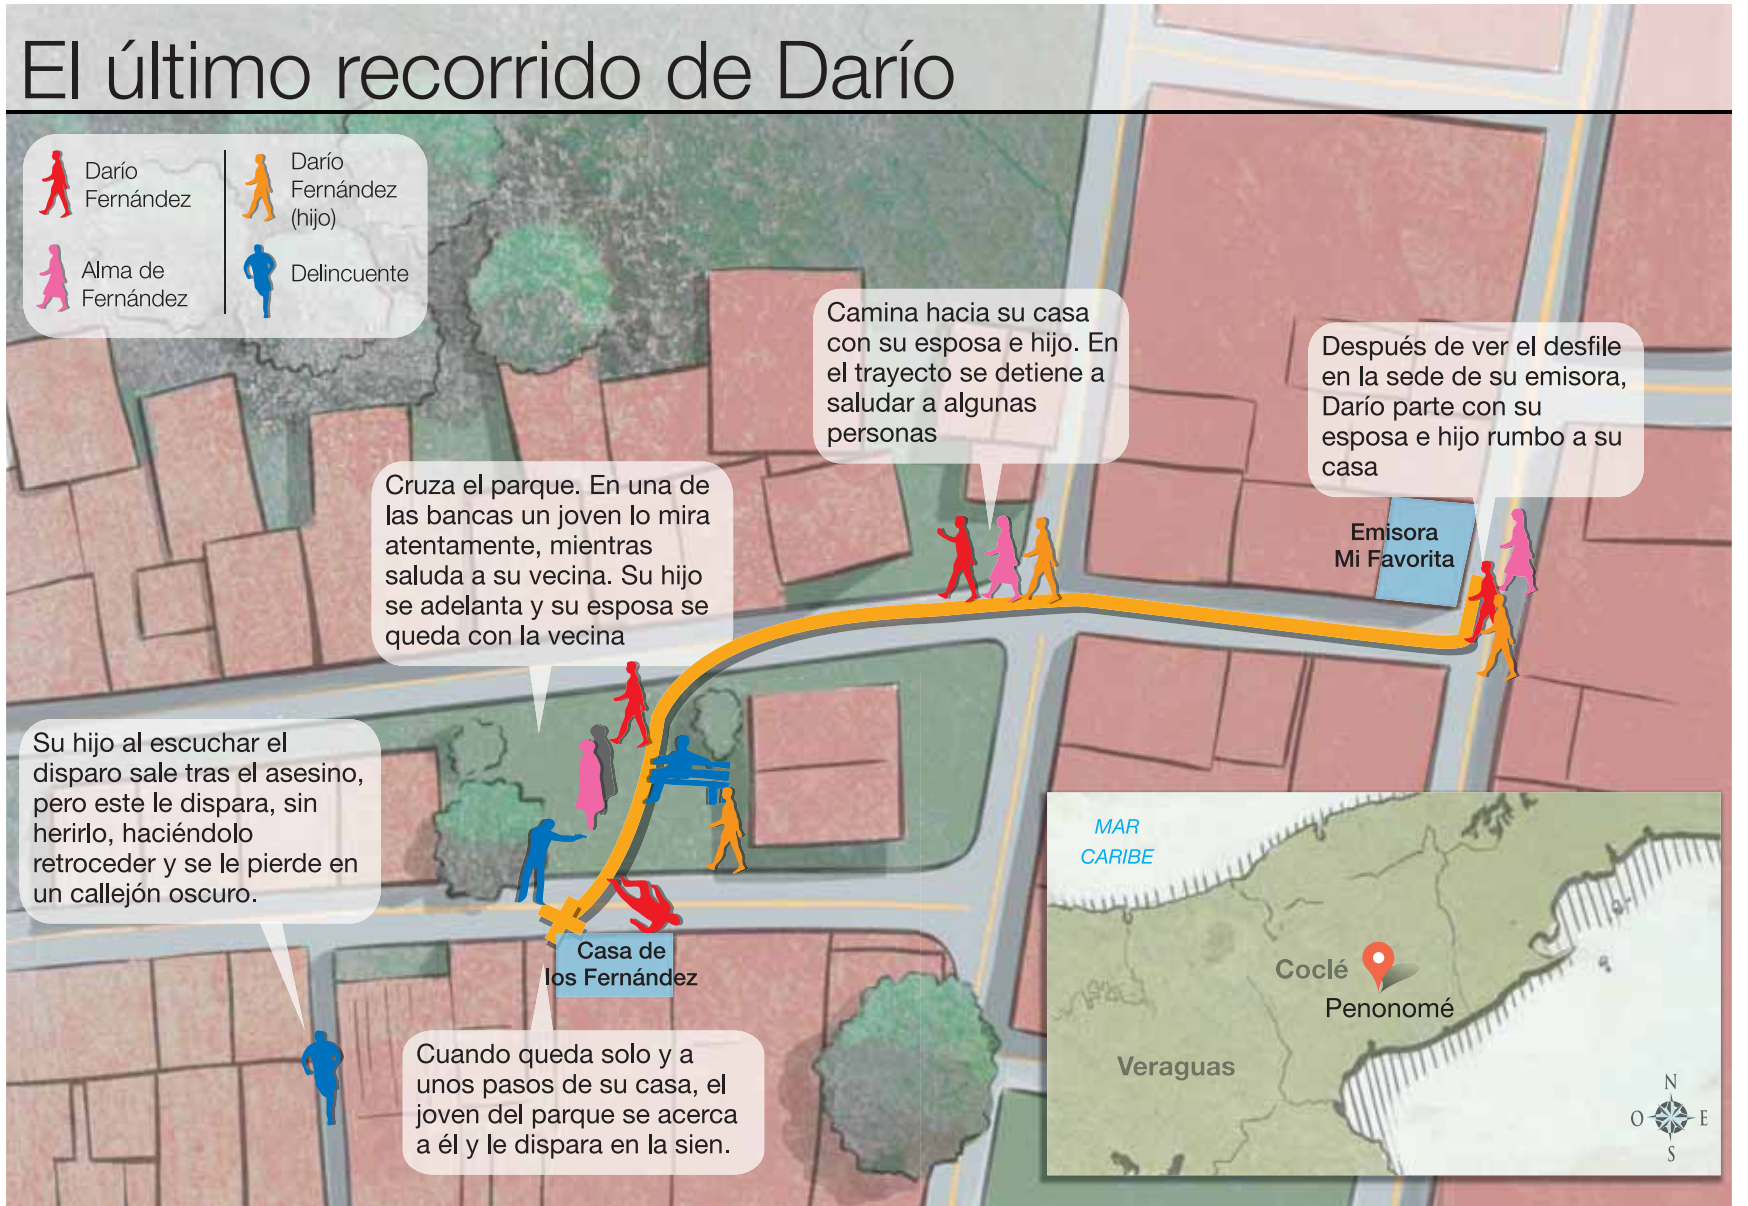 El último recorrido de Darío
Darío
Fernández
Darío
Fernández
(hijo)
Alma de
Fernández
Delincuente
Camina hacia su casa
con su esposa e hijo. En
el trayecto se detiene a
saludar a algunas
personas
Después de ver el desfile
en la sede de su emisora,
Darío parte con su
esposa e hijo rumbo a su
casa
Cruza el parque. En una de
las bancas un joven lo mira
atentamente, mientras
saluda a su vecina. Su hijo
se adelanta y su esposa se
queda con la vecina
Emisora
Mi Favorita
Su hijo al escuchar el
disparo sale tras el asesino,
pero este le dispara, sin
herirlo, haciéndolo
retroceder y se le pierde en
un callejón oscuro.
Casa de
los Fernández
Cuando queda solo y a
unos pasos de su casa, el
joven del parque se acerca
a él y le dispara en la sien.
MAR
CARIBE
Coclé
Penonomé
Veraguas
N
O
E
S